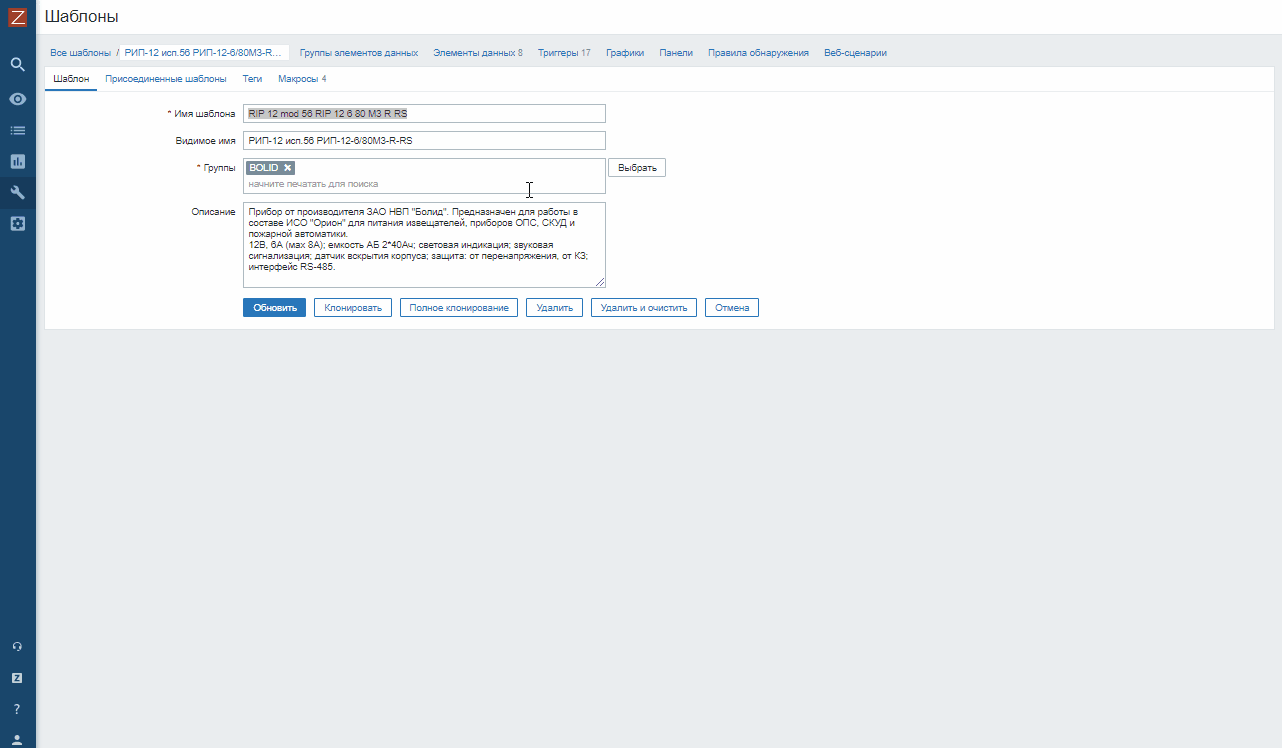 Z
Шаблоны
Все шаблоны / РИП-12 исп.56 РИП-12-6/80М3-R... Группы элементов данных Элементы данных 8 Триггеры 17 Графики Панели Правила обнаружения Веб-сценарии
Шаблон Присоединенные шаблоны Теги Макросы 4
* Имя шаблона RIP 12 mod 56 RIP 12 6 80 M3 R RS
Видимое имя РИП-12 исп.56 РИП-12-6/80М3-R-RS
* Группы BOLID Выбрать
начните печатать для поиска
Описание Прибор от производителя ЗАО НВП "Болид". Предназначен для работы в
составе ИСО "Орион" для питания извещателей, приборов ОПС, СКУД и
пожарной автоматики.
12В, 6А (мах 8А); емкость АБ 2*40Ач; световая индикация; звуковая
сигнализация; датчик вскрытия корпуса; защита: от перенапряжения, от КЗ;
интерфейс RS-485.
Обновить Клонировать Полное клонирование Удалить Удалить и очистить Отмена
Z
?